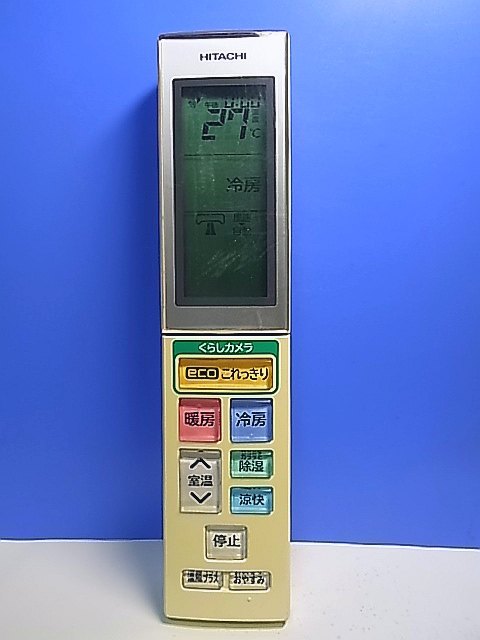 HITACHI
27℃
冷房
くらしカメラ
eco これっきり
暖房
冷房
室温
除湿
涼快
停止
おやすみ